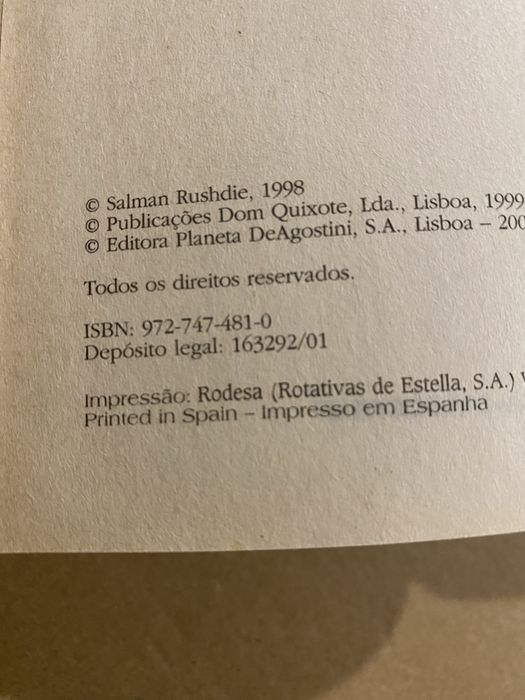 © Salman Rushdie, 1998
© Publicações Dom Quixote, Lda., Lisboa, 1999
© Editora Planeta DeAgostini, S.A., Lisboa –
Todos os direitos reservados.
ISBN: 972-747-481-0
Depósito legal: 163292/01
Impressão: Rodesa (Rotativas de Estella, S.A.)
Printed in Spain – Impresso em Espanha